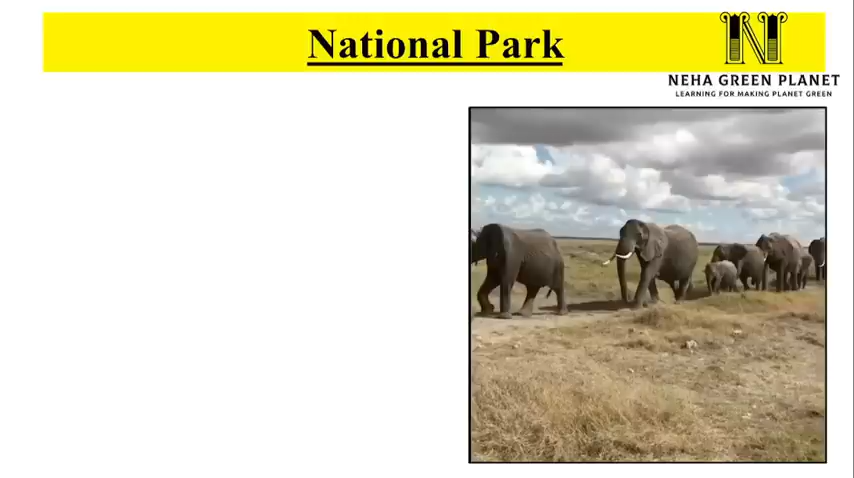 National Park
N
NEHA GREEN PLANET
LEARNING FOR MAKING PLANET GREEN